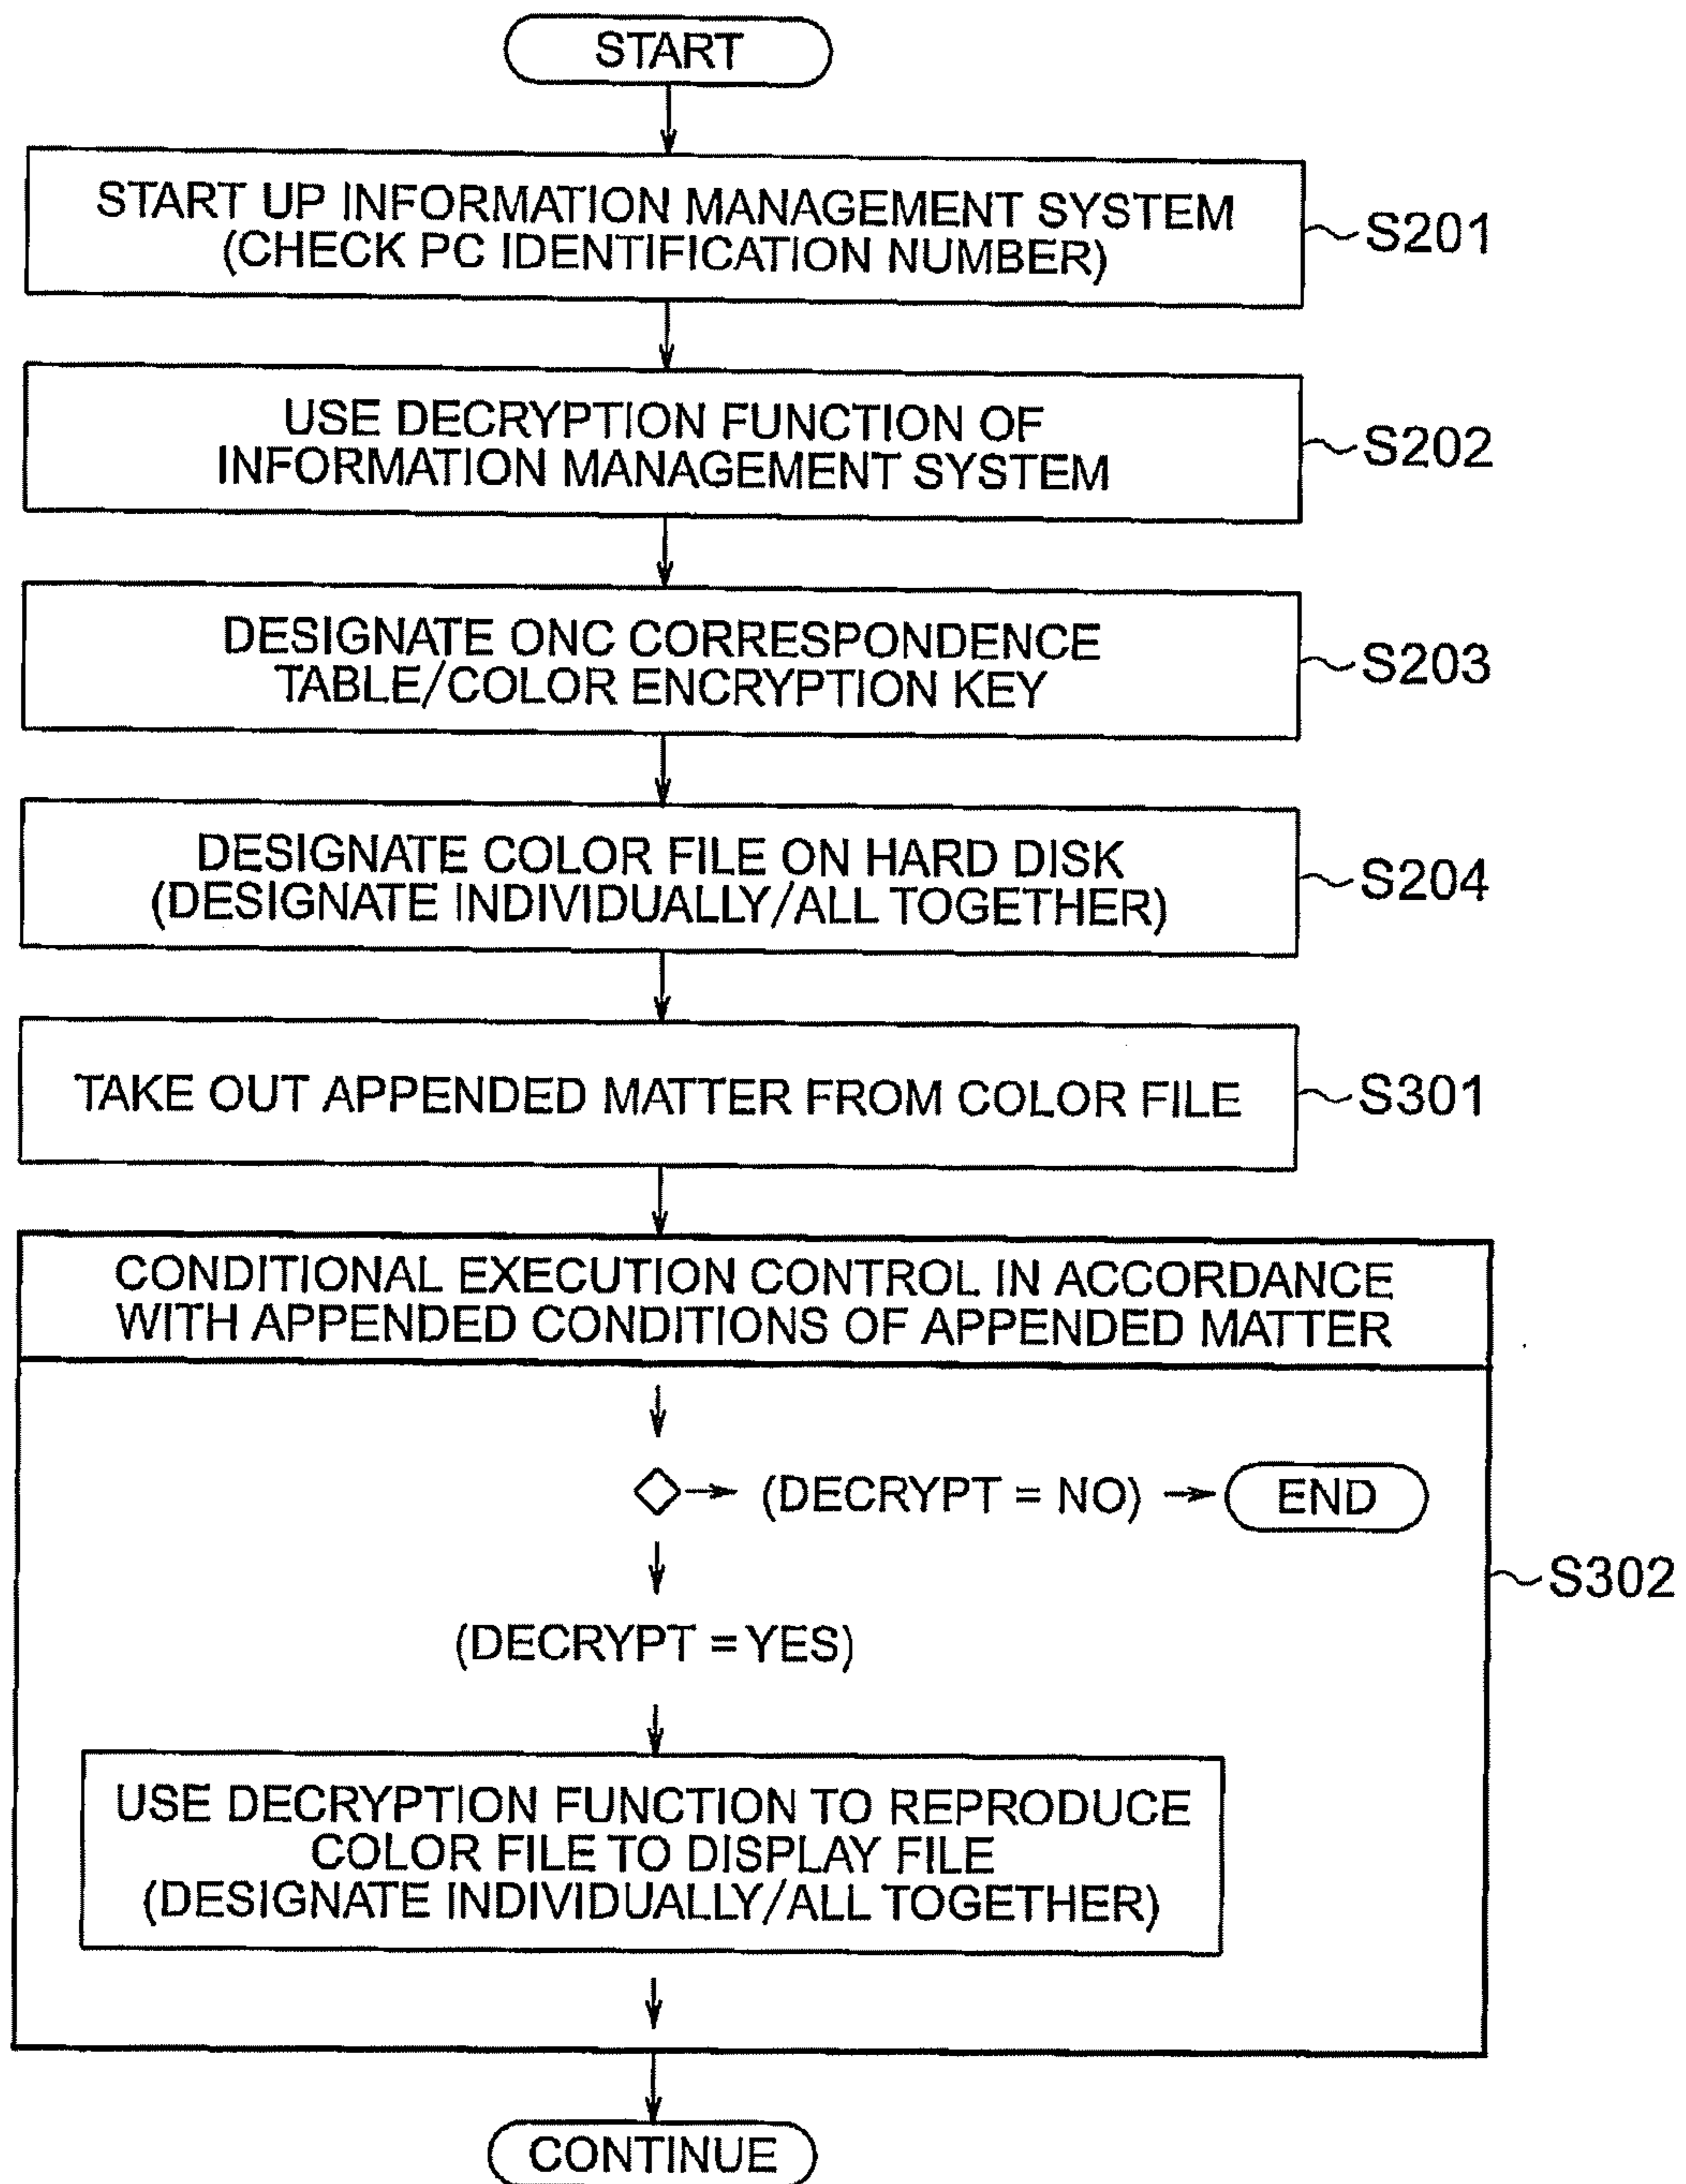 START
START UP INFORMATION MANAGEMENT SYSTEM
(CHECK PC IDENTIFICATION NUMBER)
S201
USE DECRYPTION FUNCTION OF
INFORMATION MANAGEMENT SYSTEM
S202
DESIGNATE ONC CORRESPONDENCE
TABLE/COLOR ENCRYPTION KEY
S203
DESIGNATE COLOR FILE ON HARD DISK
(DESIGNATE INDIVIDUALLY/ALL TOGETHER)
S204
TAKE OUT APPENDED MATTER FROM COLOR FILE
S301
CONDITIONAL EXECUTION CONTROL IN ACCORDANCE
WITH APPENDED CONDITIONS OF APPENDED MATTER
(DECRYPT = NO)
END
S302
(DECRYPT = YES)
USE DECRYPTION FUNCTION TO REPRODUCE
COLOR FILE TO DISPLAY FILE
(DESIGNATE INDIVIDUALLY/ALL TOGETHER)
CONTINUE